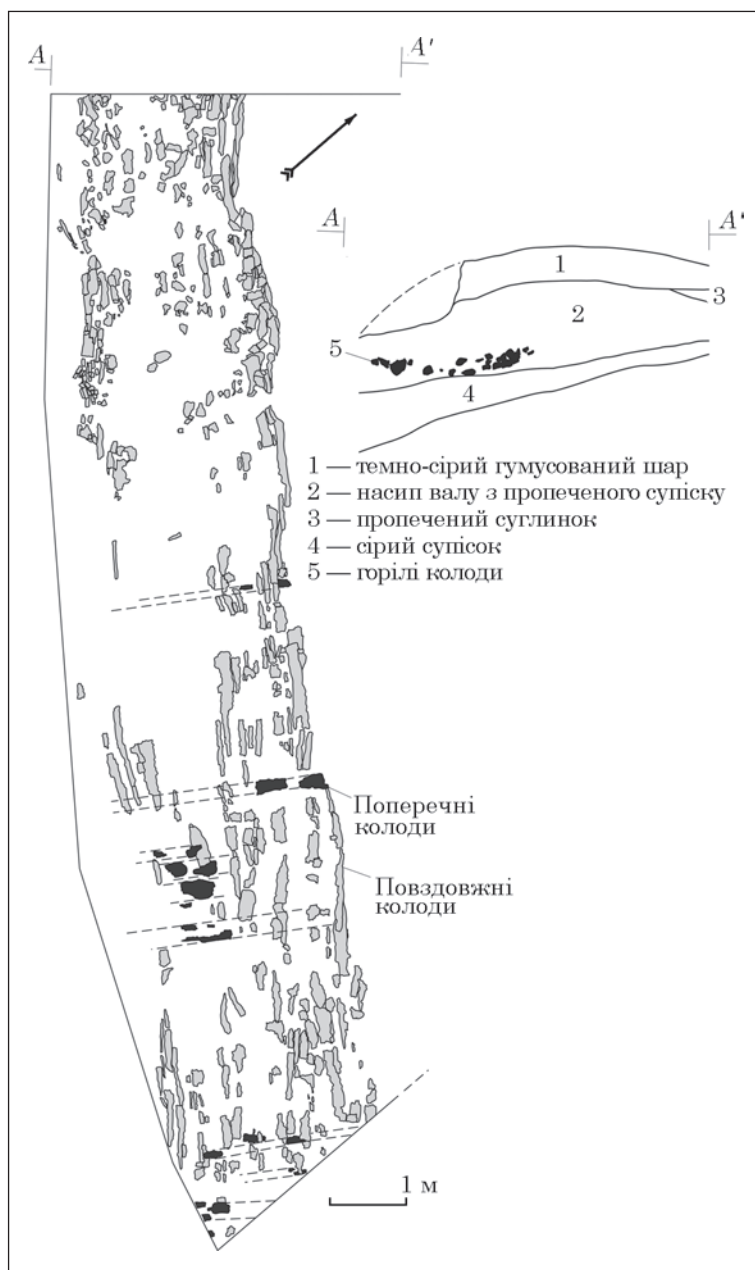 A A'
A A'
1
3
2
5
4
1 — темно-сірий гумусований шар
2 — насип валу з пропеченого супіску
3 — пропечений суглинок
4 — сірий супісок
5 — горілі колоди
Поперечні
колоди
Повздовжні
колоди
1 м